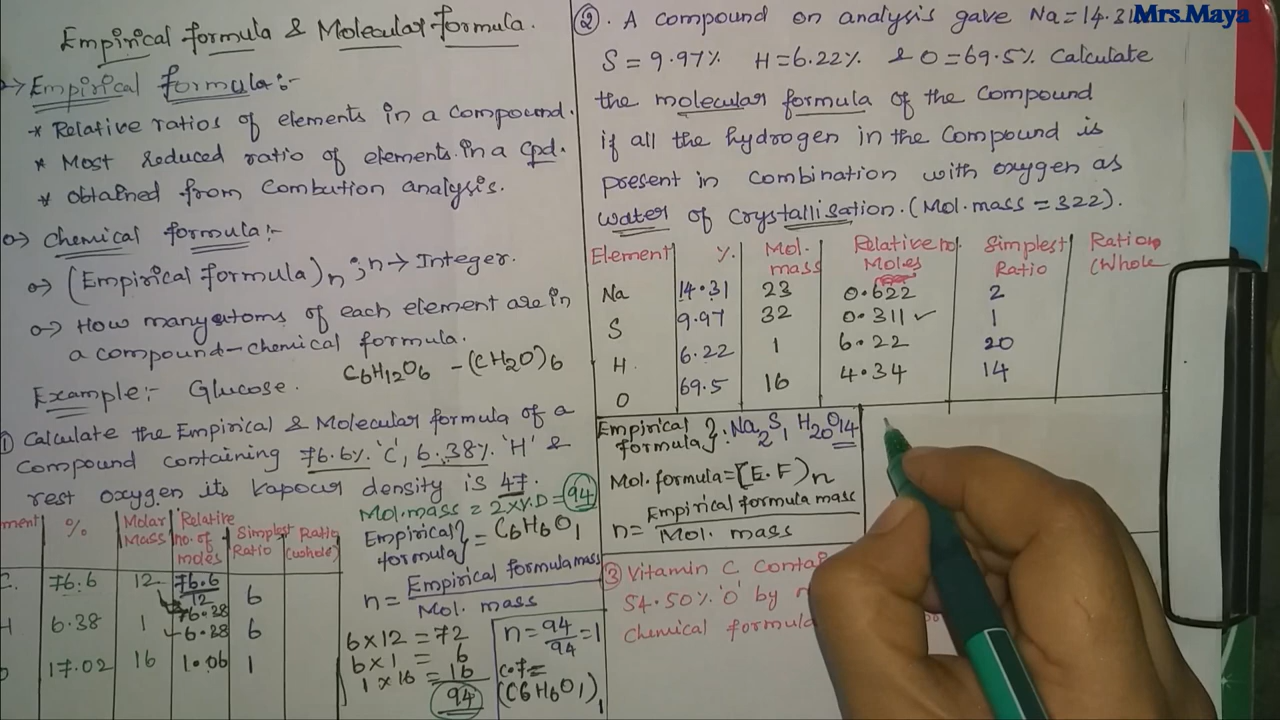 Empirical formula & Molecular formula.
Empirical formula:-
* Relative ratios of elements in a compound.
* Most reduced ratio of elements in a cpd.
* Obtained from Combution analysis.
Chemical formula:-
(Empirical formula)n ; n → Integer.
How many atoms of each element are in
a compound - chemical formula.
Example:- Glucose. C6H12O6 - (CH2O)6
① Calculate the Empirical & Molecular formula of a
Compound containing 76.6% 'C', 6.38% 'H' &
rest oxygen its vapour density is 47.
Mol.mass = 2 x V.D = 94
% Molar Mass Relative no. of moles Simplest Ratio Ratio (whole)
C. 76.6 12 76.6/12 6
6.38 1 6.38 6
17.02 16 1.06 1
Empirical formula } = C6H6O1
n = Empirical formula mass / Mol. mass
6 x 12 = 72
6 x 1 = 6
1 x 16 = 16
94
n = 94/94 = 1
(C6H6O1)1
Mrs.Maya
② . A compound on analysis gave Na = 14.31
S = 9.97% H = 6.22% & O = 69.5% Calculate
the molecular formula of the Compound
if all the hydrogen in the Compound is
present in combination with oxygen as
water of crystallisation. (Mol.mass = 322).
Element % Mol. mass Relative no. Moles Simplest Ratio Ratio (Whole
Na 14.31 23 0.622 2
S 9.97 32 0.311 ✓ 1
H. 6.22 1 6.22 20
O 69.5 16 4.34 14
Empirical formula } : Na2S1 H20O14
Mol. formula = [E.F]n
n = Empirical formula mass / Mol. mass
③ Vitamin C
54.50% 'O' by
Chemical formula